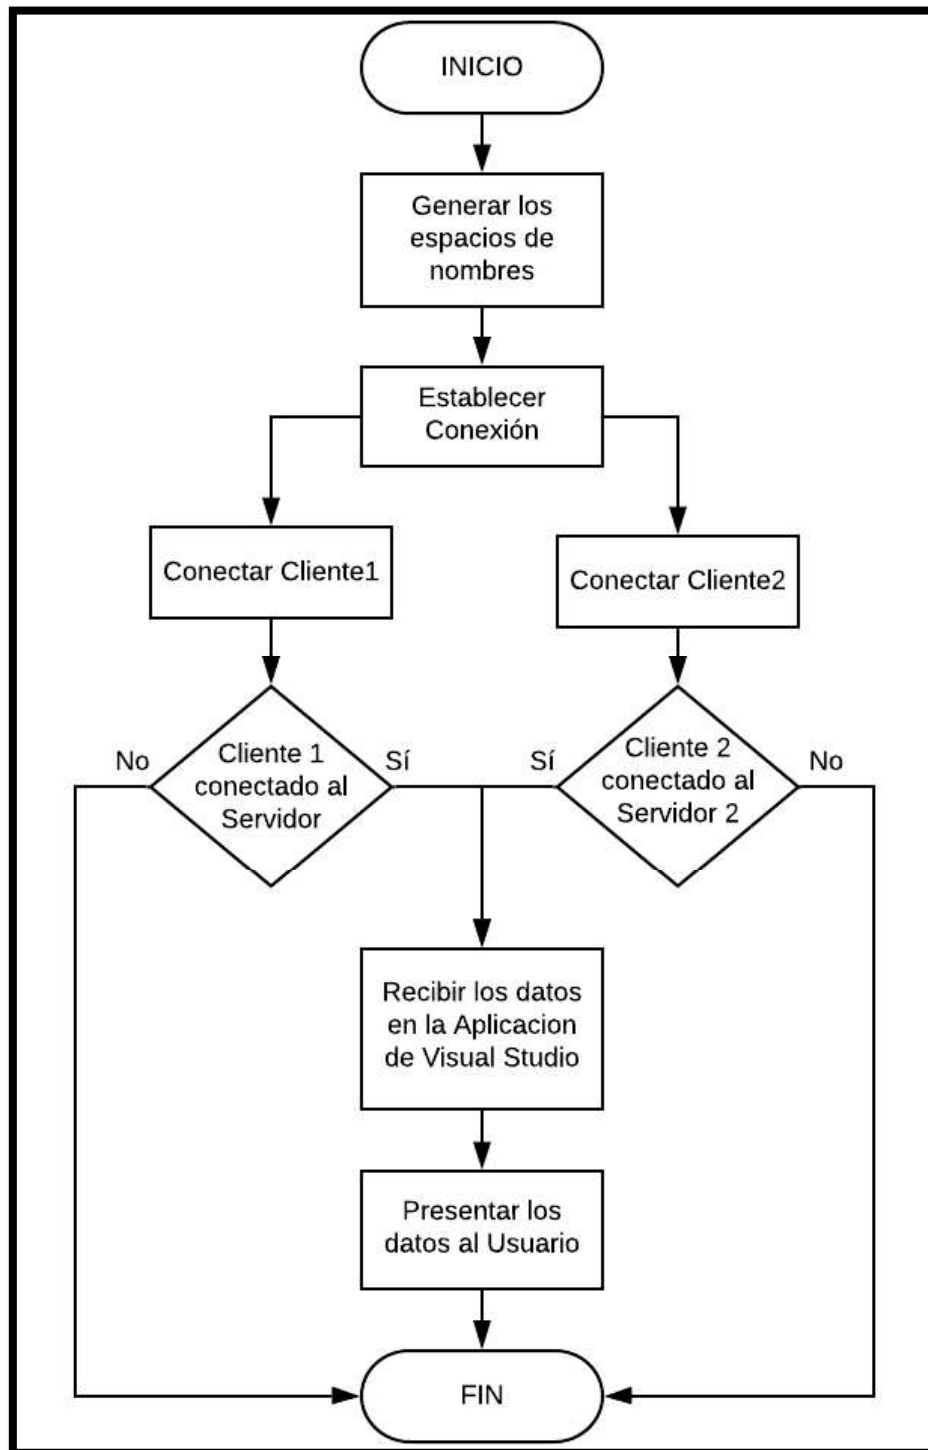 INICIO
Generar los
espacios de
nombres
Establecer
Conexión
Conectar Cliente1
Conectar Cliente2
No
Cliente 1
conectado al
Servidor
Sí
Sí
Cliente 2
conectado al
Servidor 2
No
Recibir los datos
en la Aplicacion
de Visual Studio
Presentar los
datos al Usuario
FIN